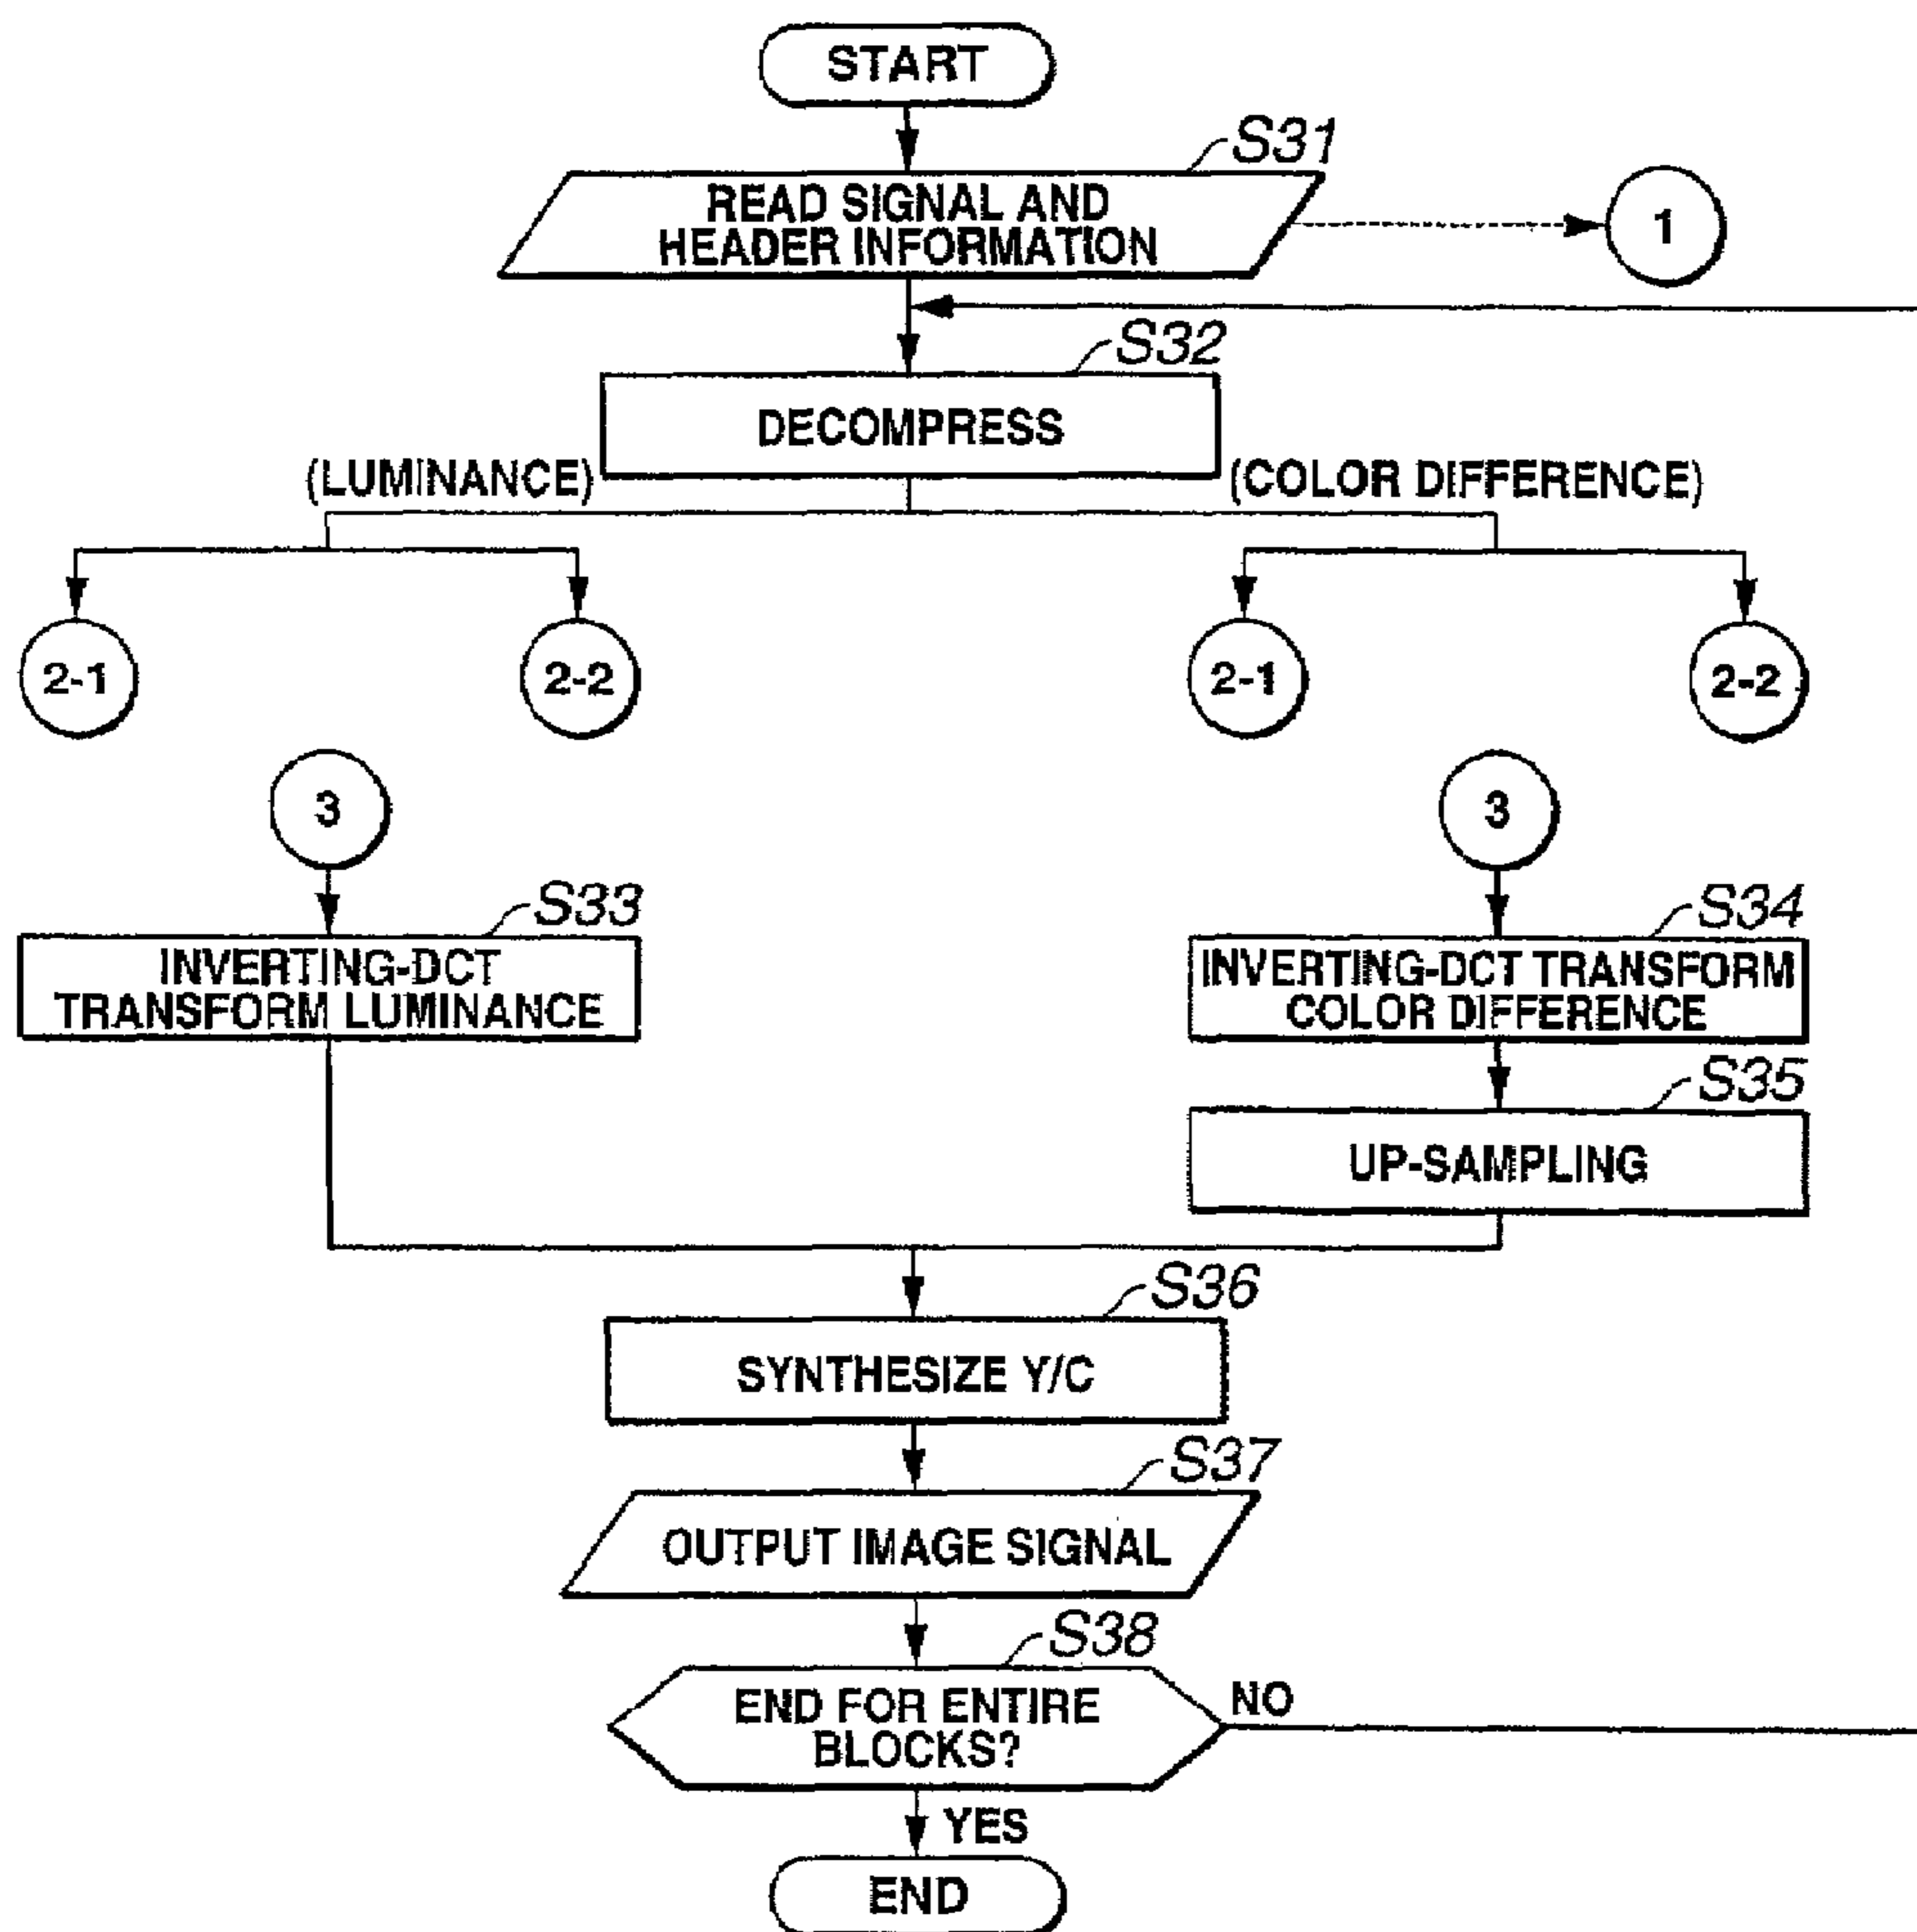 START
S31
READ SIGNAL AND
HEADER INFORMATION
1
S32
DECOMPRESS
(LUMINANCE)
(COLOR DIFFERENCE)
2-1
2-2
2-1
2-2
3
3
S33
INVERTING-DCT
TRANSFORM LUMINANCE
S34
INVERTING-DCT TRANSFORM
COLOR DIFFERENCE
S35
UP-SAMPLING
S36
SYNTHESIZE Y/C
S37
OUTPUT IMAGE SIGNAL
S38
END FOR ENTIRE
BLOCKS?
NO
YES
END